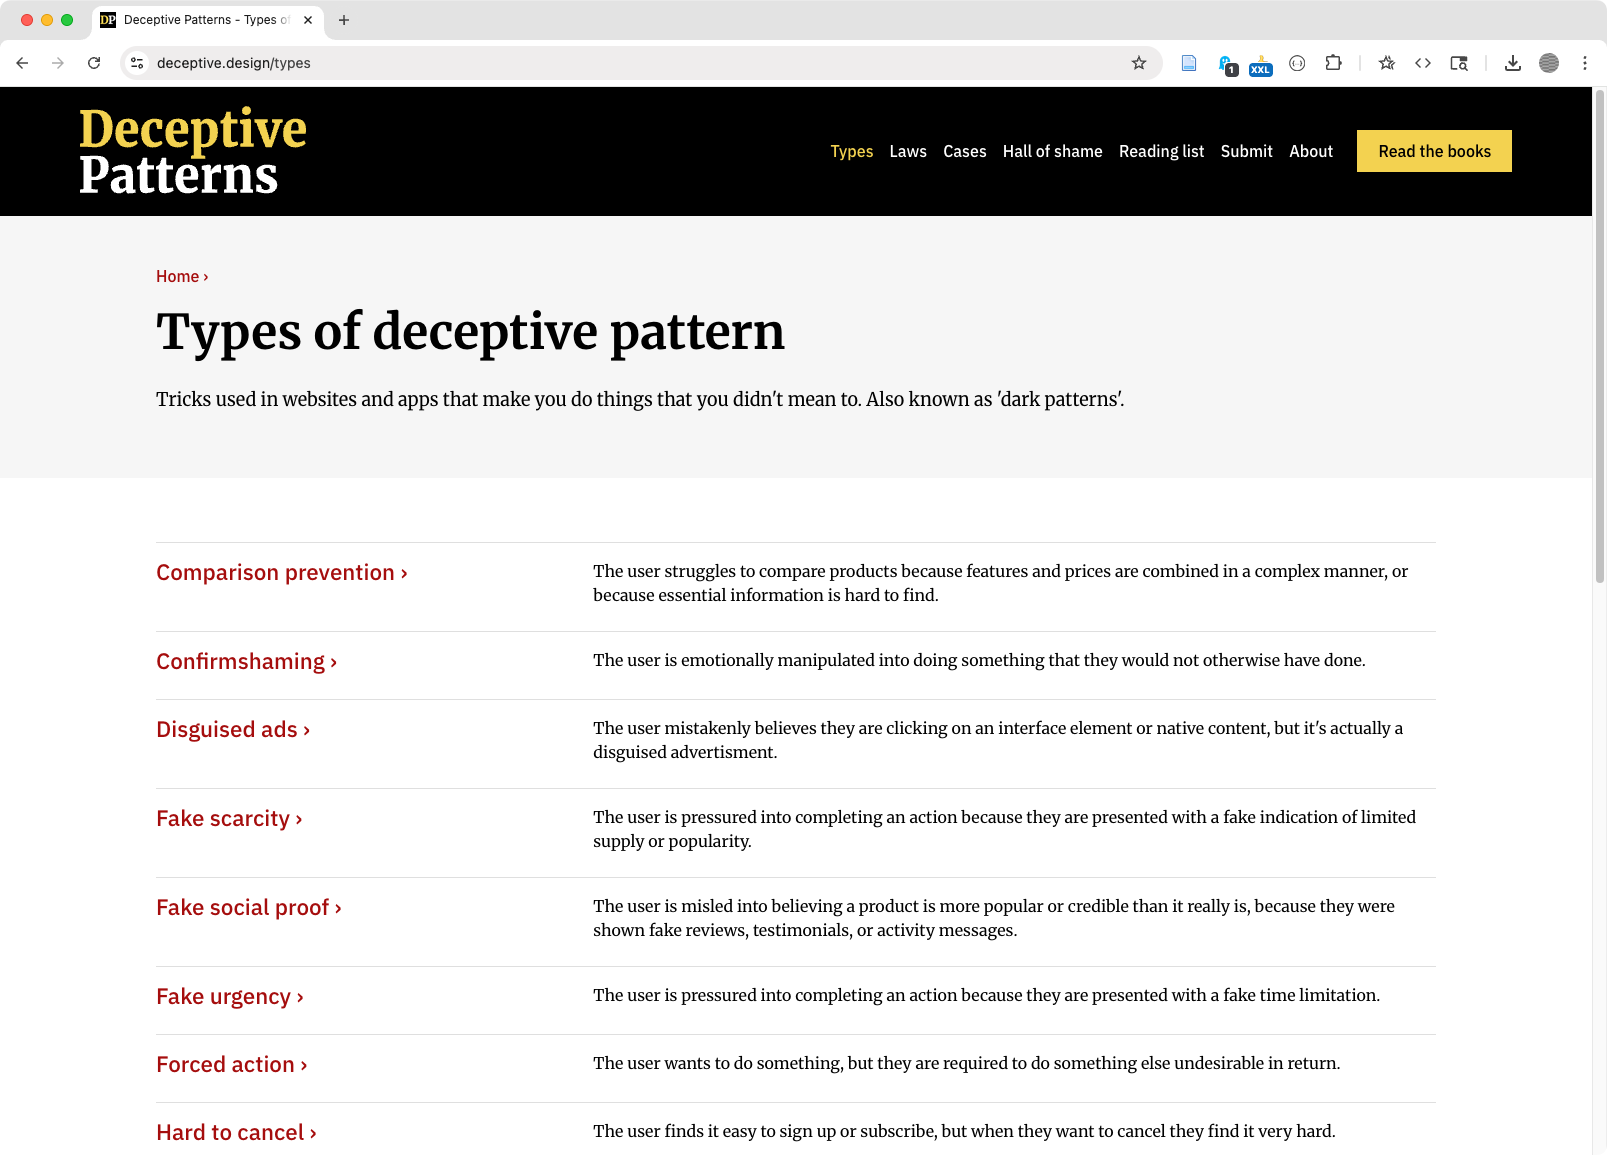 DP Deceptive Patterns - Types of
deceptive.design/types
1
XXL
Deceptive
Patterns
Types Laws Cases Hall of shame Reading list Submit About Read the books
Home ›
Types of deceptive pattern
Tricks used in websites and apps that make you do things that you didn't mean to. Also known as 'dark patterns'.
Comparison prevention ›
The user struggles to compare products because features and prices are combined in a complex manner, or
because essential information is hard to find.
Confirmshaming ›
The user is emotionally manipulated into doing something that they would not otherwise have done.
Disguised ads ›
The user mistakenly believes they are clicking on an interface element or native content, but it's actually a
disguised advertisment.
Fake scarcity ›
The user is pressured into completing an action because they are presented with a fake indication of limited
supply or popularity.
Fake social proof ›
The user is misled into believing a product is more popular or credible than it really is, because they were
shown fake reviews, testimonials, or activity messages.
Fake urgency ›
The user is pressured into completing an action because they are presented with a fake time limitation.
Forced action ›
The user wants to do something, but they are required to do something else undesirable in return.
Hard to cancel ›
The user finds it easy to sign up or subscribe, but when they want to cancel they find it very hard.